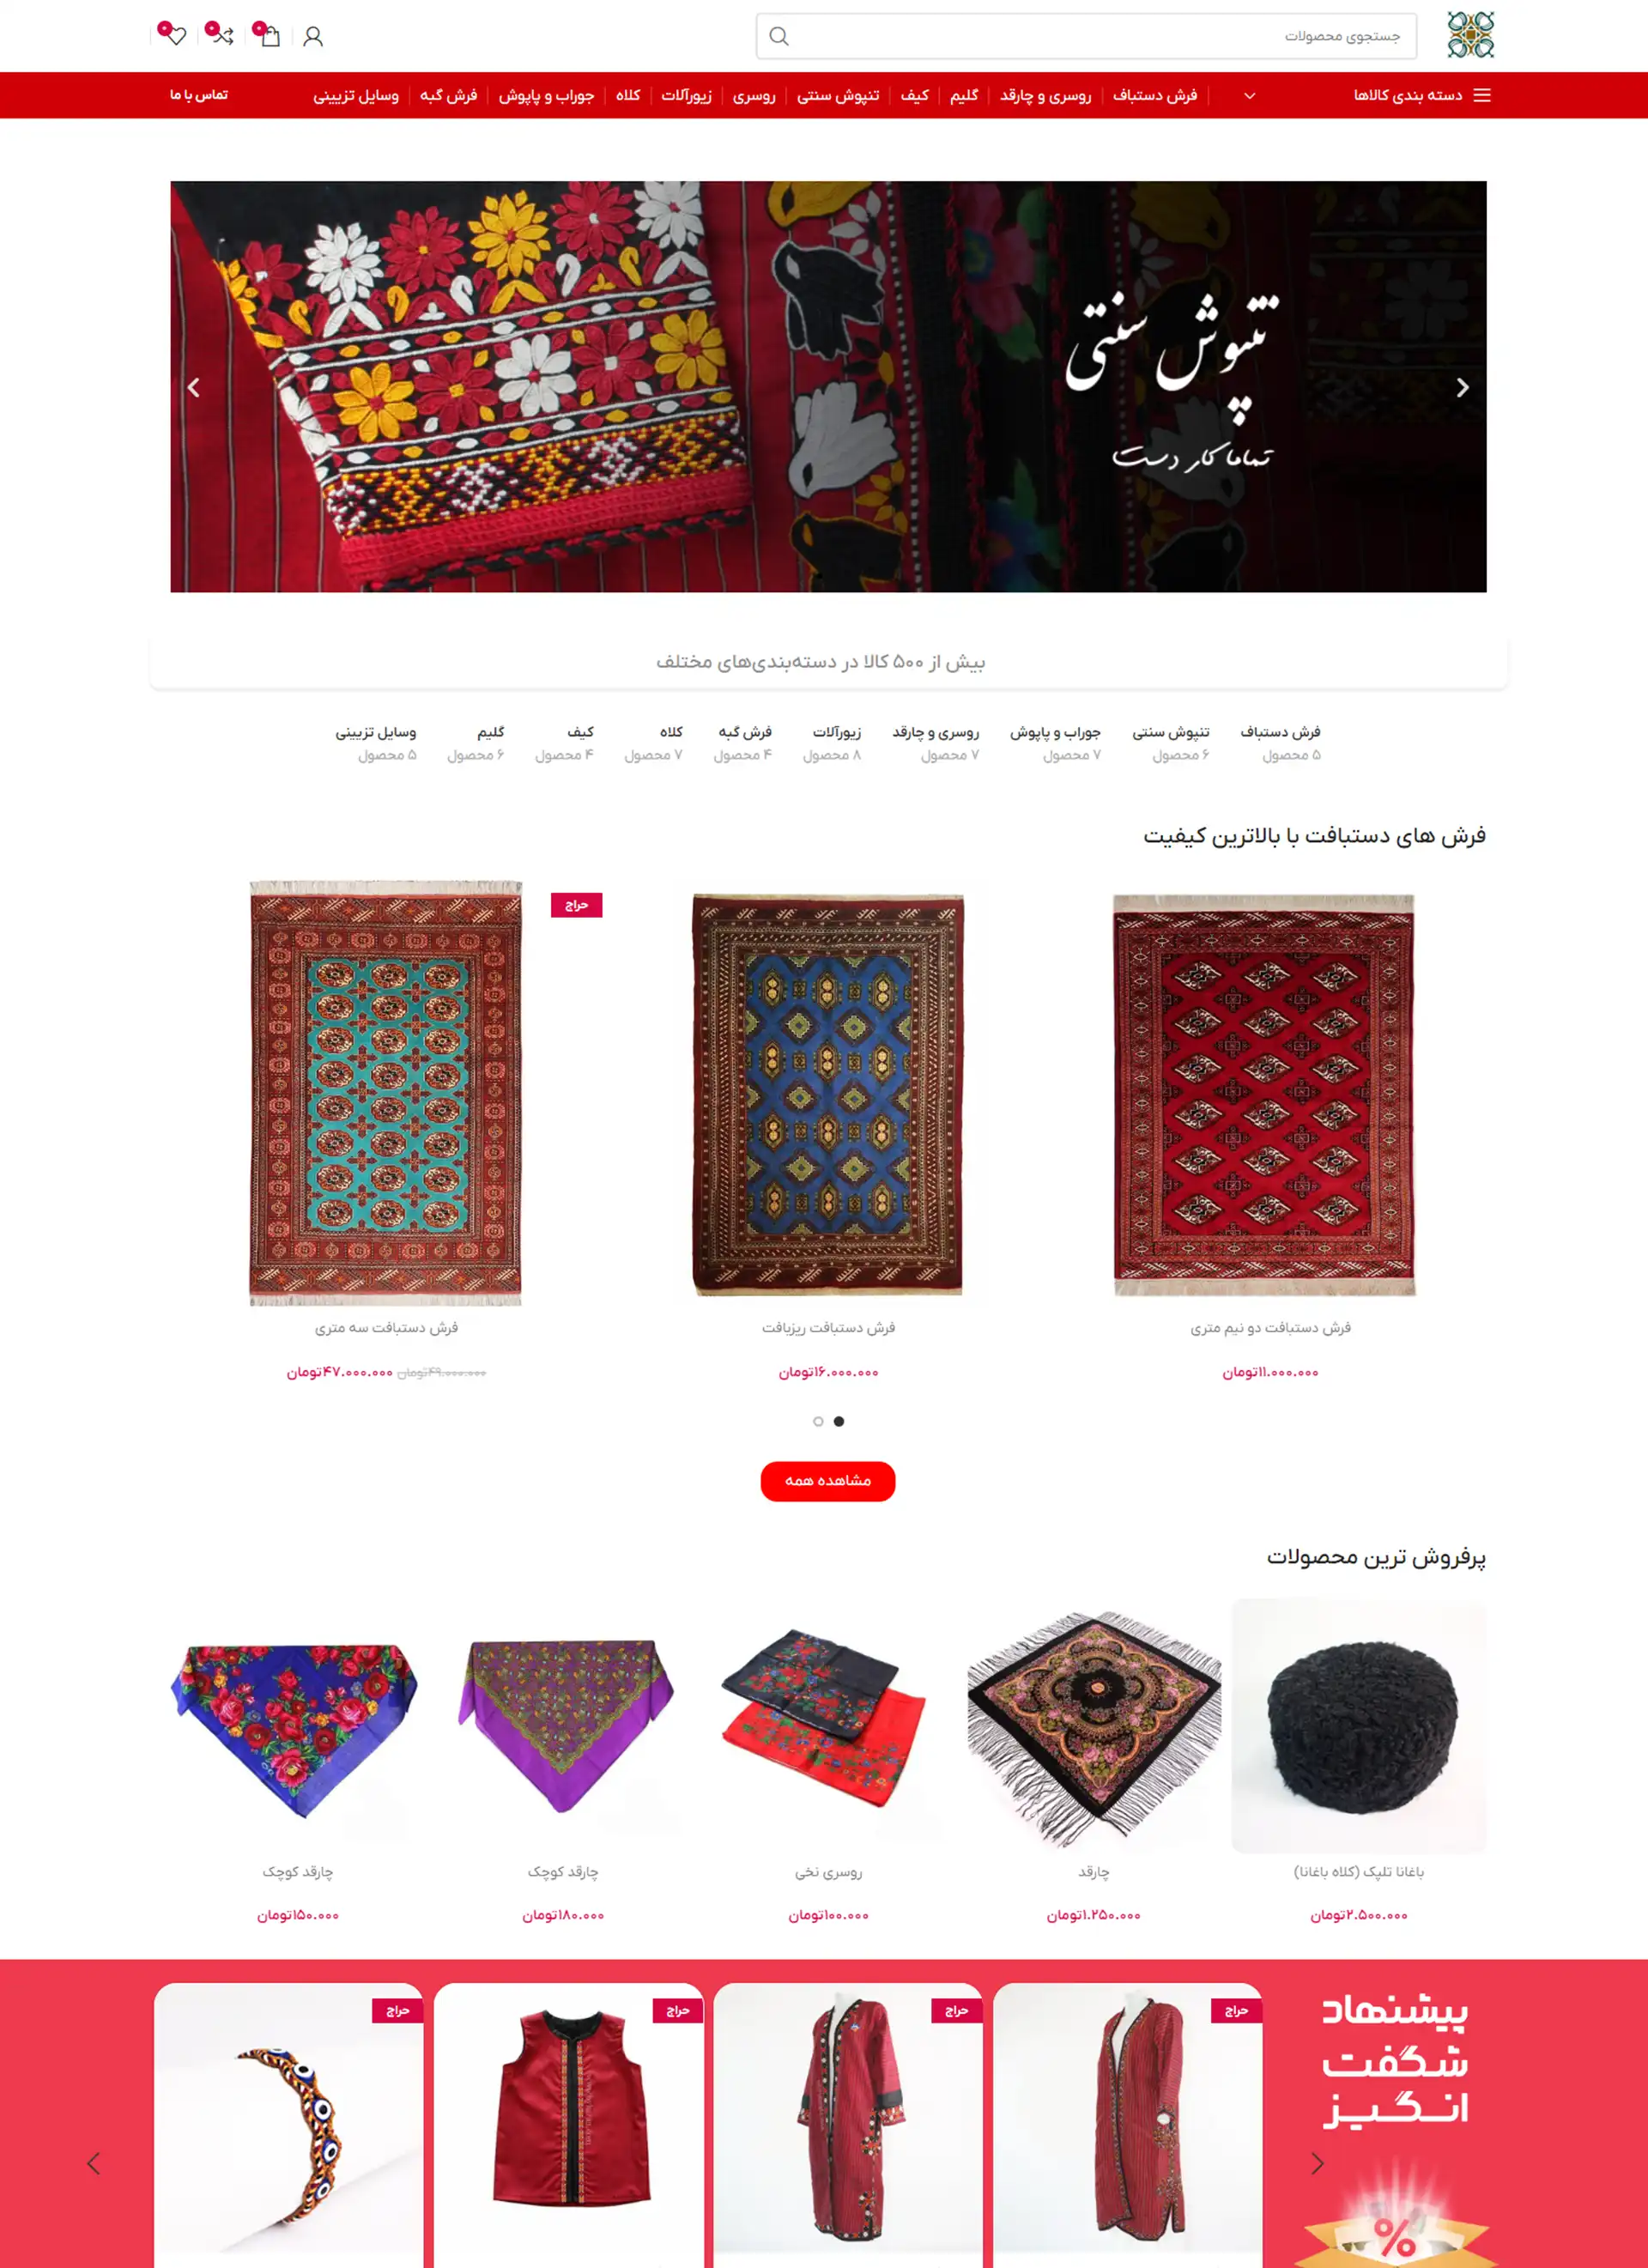 جستجوی محصولات
۰
۰
۰
دسته بندی کالاها
فرش دستباف
روسری و چارقد
گلیم
کیف
تنپوش سنتی
روسری
زیورآلات
کلاه
جوراب و پاپوش
فرش گبه
وسایل تزیینی
تماس با ما
تنپوش سنتی
تماما کار دست
بیش از ۵۰۰ کالا در دسته‌بندی‌های مختلف
فرش دستباف
۵ محصول
تنپوش سنتی
۶ محصول
جوراب و پاپوش
۷ محصول
روسری و چارقد
۷ محصول
زیورآلات
۸ محصول
فرش گبه
۴ محصول
کلاه
۷ محصول
کیف
۴ محصول
گلیم
۶ محصول
وسایل تزیینی
۵ محصول
فرش های دستبافت با بالاترین کیفیت
حراج
فرش دستبافت دو نیم متری
۱۱.۰۰۰.۰۰۰تومان
فرش دستبافت ریزبافت
۱۶.۰۰۰.۰۰۰تومان
فرش دستبافت سه متری
۴۹.۰۰۰.۰۰۰تومان ۴۷.۰۰۰.۰۰۰تومان
مشاهده همه
پرفروش ترین محصولات
باغانا تلپک (کلاه باغانا)
۲.۵۰۰.۰۰۰تومان
چارقد
۱.۲۵۰.۰۰۰تومان
روسری نخی
۱۰۰.۰۰۰تومان
چارقد کوچک
۱۸۰.۰۰۰تومان
چارقد کوچک
۱۵۰.۰۰۰تومان
پیشنهاد
شگفت
انگیز
%
حراج
حراج
حراج
حراج